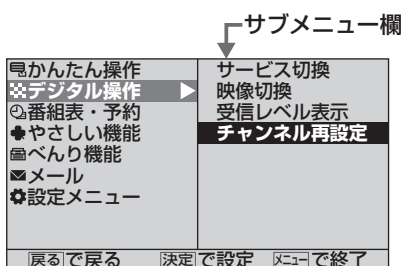 サブメニュー欄
かんたん操作
デジタル操作
番組表・予約
やさしい機能
べんり機能
メール
設定メニュー
サービス切換
映像切換
受信レベル表示
チャンネル再設定
戻るで戻る 決定で設定 メニューで終了